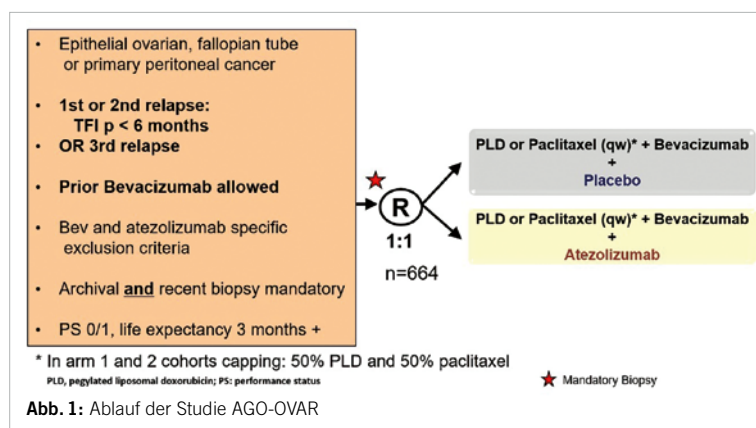 • Epithelial ovarian, fallopian tube
or primary peritoneal cancer
• 1st or 2nd relapse:
TFI p < 6 months
• OR 3rd relapse
• Prior Bevacizumab allowed
• Bev and atezolizumab specific
exclusion criteria
• Archival and recent biopsy mandatory
• PS 0/1, life expectancy 3 months +
R
1:1
n=664
PLD or Paclitaxel (qw)* + Bevacizumab
+
Placebo
PLD or Paclitaxel (qw)* + Bevacizumab
+
Atezolizumab
* In arm 1 and 2 cohorts capping: 50% PLD and 50% paclitaxel
PLD, pegylated liposomal doxorubicin; PS: performance status
Mandatory Biopsy
Abb. 1: Ablauf der Studie AGO-OVAR